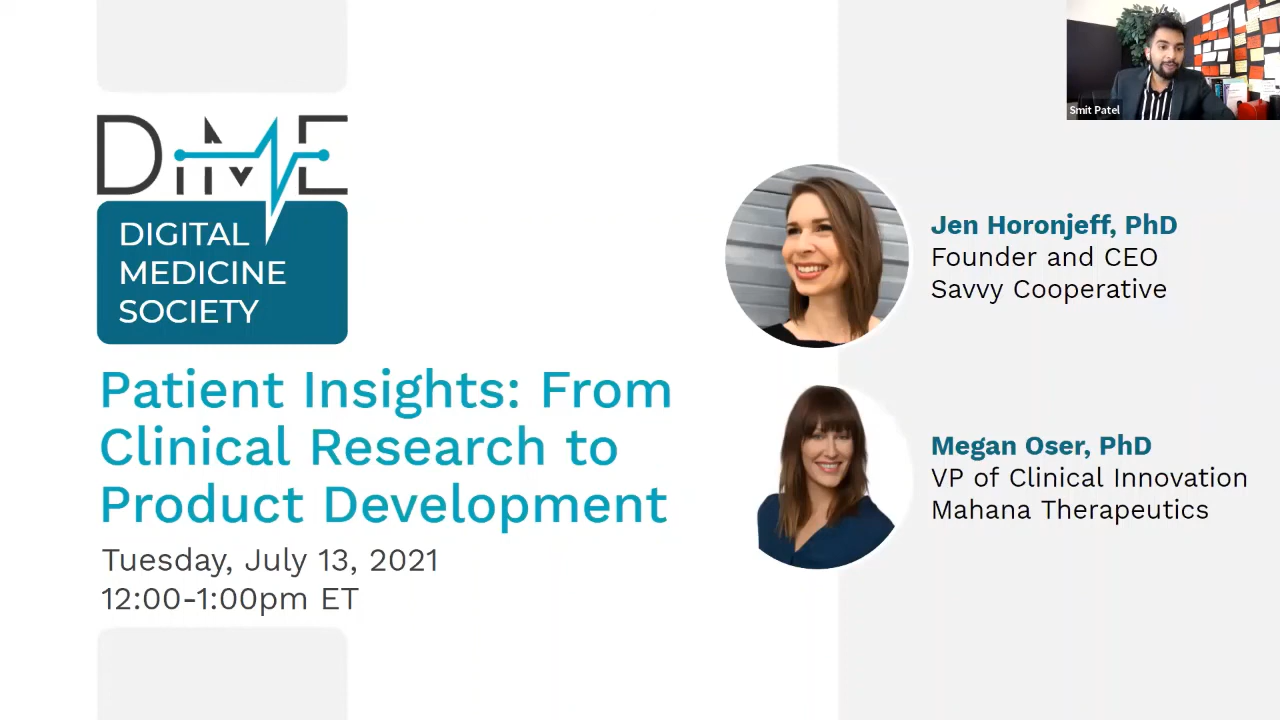 Smit Patel
DiME
DIGITAL
MEDICINE
SOCIETY
Patient Insights: From
Clinical Research to
Product Development
Tuesday, July 13, 2021
12:00-1:00pm ET
Jen Horonjeff, PhD
Founder and CEO
Savvy Cooperative
Megan Oser, PhD
VP of Clinical Innovation
Mahana Therapeutics